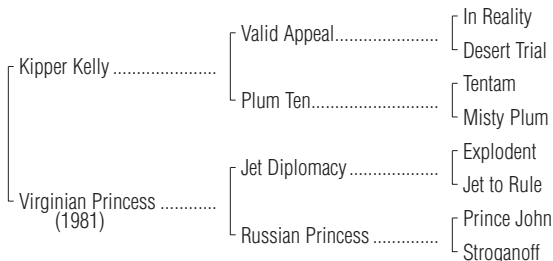 In Reality
Valid Appeal.......................
Desert Trial
Kipper Kelly ......................
Tentam
Plum Ten............................
Misty Plum
Explodent
Jet Diplomacy ...................
Jet to Rule
Virginian Princess ............
(1981)
Prince John
Russian Princess ..............
Stroganoff